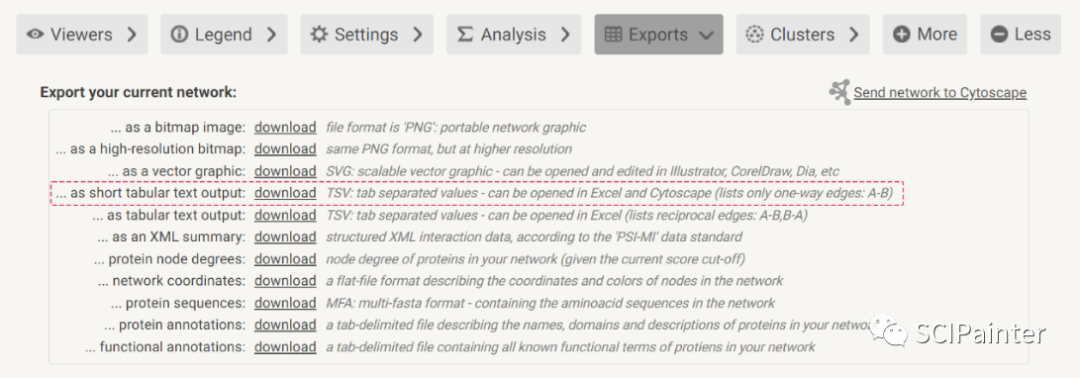 Viewers Legend Settings Analysis Exports Clusters More Less
Export your current network:
Send network to Cytoscape
... as a bitmap image: download file format is 'PNG': portable network graphic
... as a high-resolution bitmap: download same PNG format, but at higher resolution
... as a vector graphic: download SVG: scalable vector graphic - can be opened and edited in Illustrator, CorelDraw, Dia, etc
... as short tabular text output: download TSV: tab separated values - can be opened in Excel and Cytoscape (lists only one-way edges: A-B)
... as tabular text output: download TSV: tab separated values - can be opened in Excel (lists reciprocal edges: A-B,B-A)
... as an XML summary: download structured XML interaction data, according to the 'PSI-MI' data standard
... protein node degrees: download node degree of proteins in your network (given the current score cut-off)
... network coordinates: download a flat-file format describing the coordinates and colors of nodes in the network
... protein sequences: download MFA: multi-fasta format - containing the aminoacid sequences in the network
... protein annotations: download a tab-delimited file describing the names, domains and descriptions of proteins in your network
... functional annotations: download a tab-delimited file containing all known functional terms of protiens in your network
SCIPainter